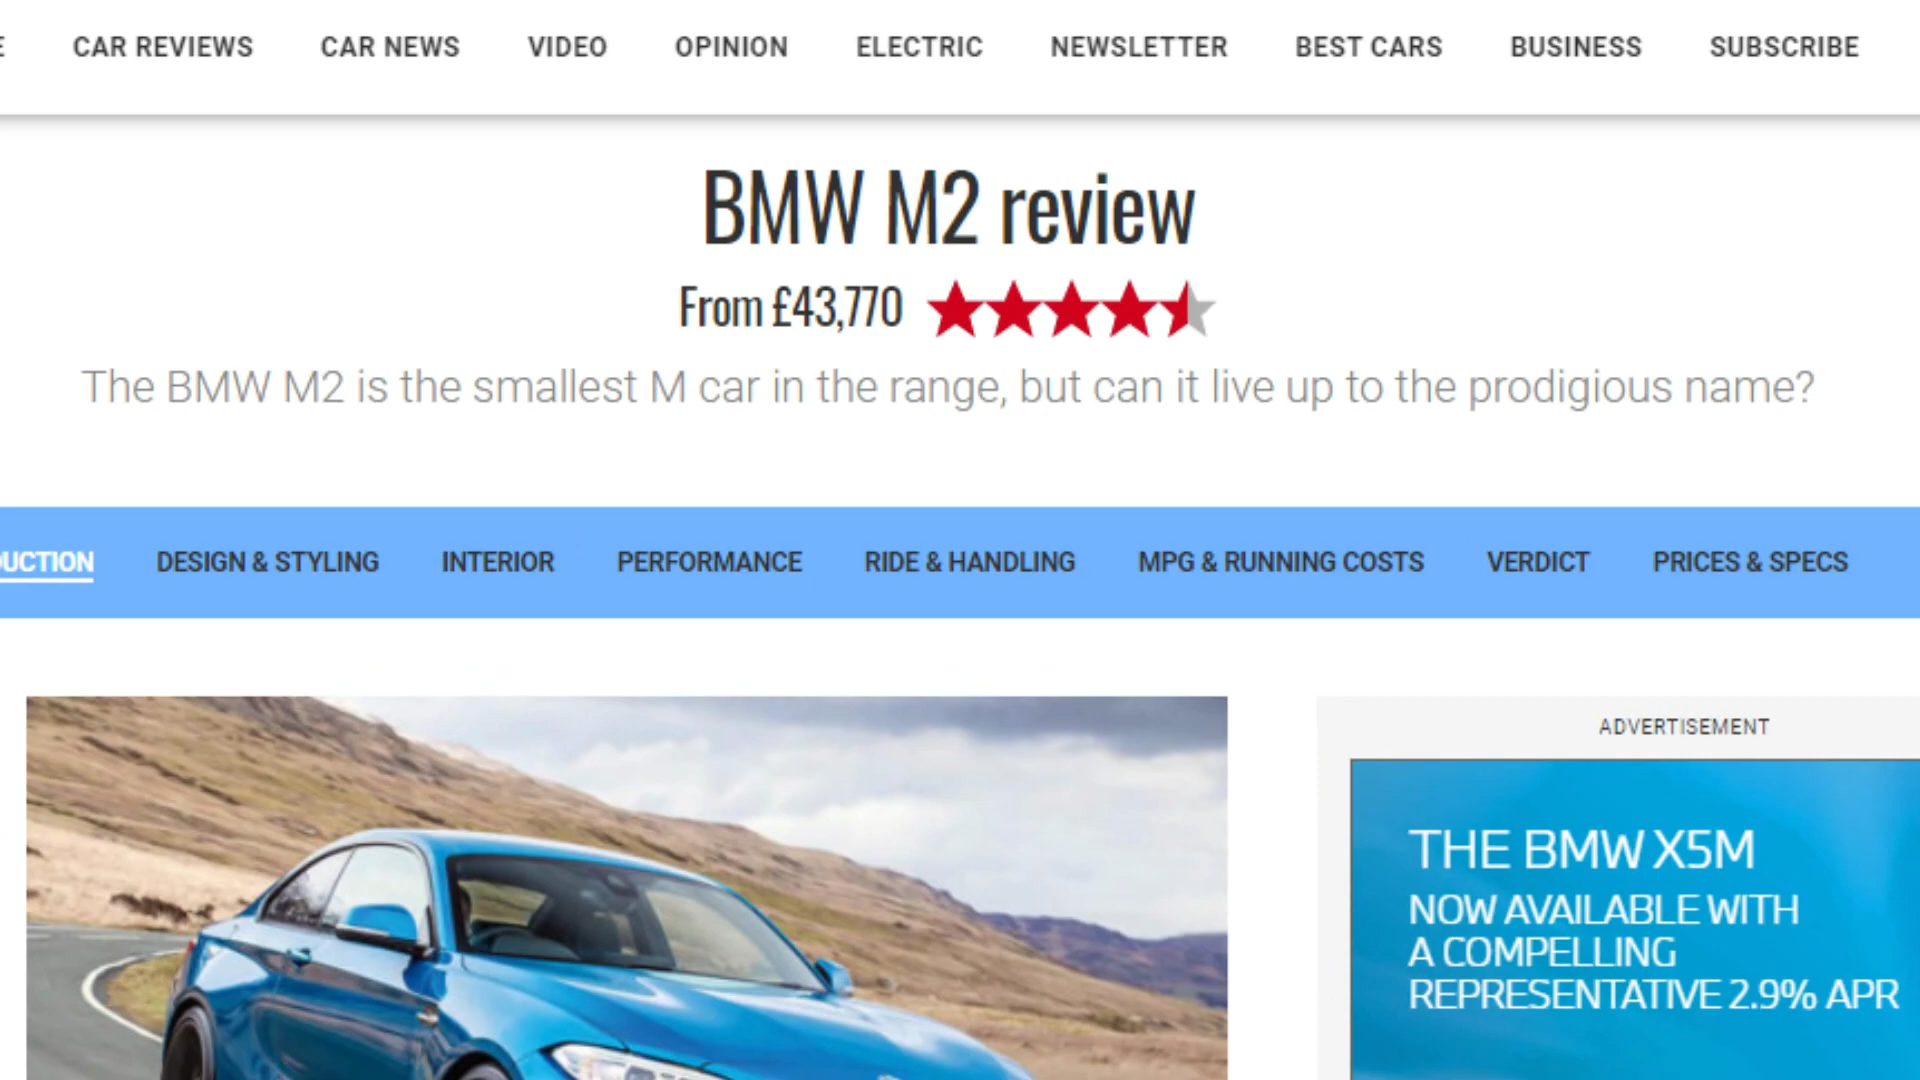 E CAR REVIEWS CAR NEWS VIDEO OPINION ELECTRIC NEWSLETTER BEST CARS BUSINESS SUBSCRIBE
BMW M2 review
From £43,770
The BMW M2 is the smallest M car in the range, but can it live up to the prodigious name?
DUCTION DESIGN & STYLING INTERIOR PERFORMANCE RIDE & HANDLING MPG & RUNNING COSTS VERDICT PRICES & SPECS
ADVERTISEMENT
THE BMW X5M
NOW AVAILABLE WITH
A COMPELLING
REPRESENTATIVE 2.9% APR